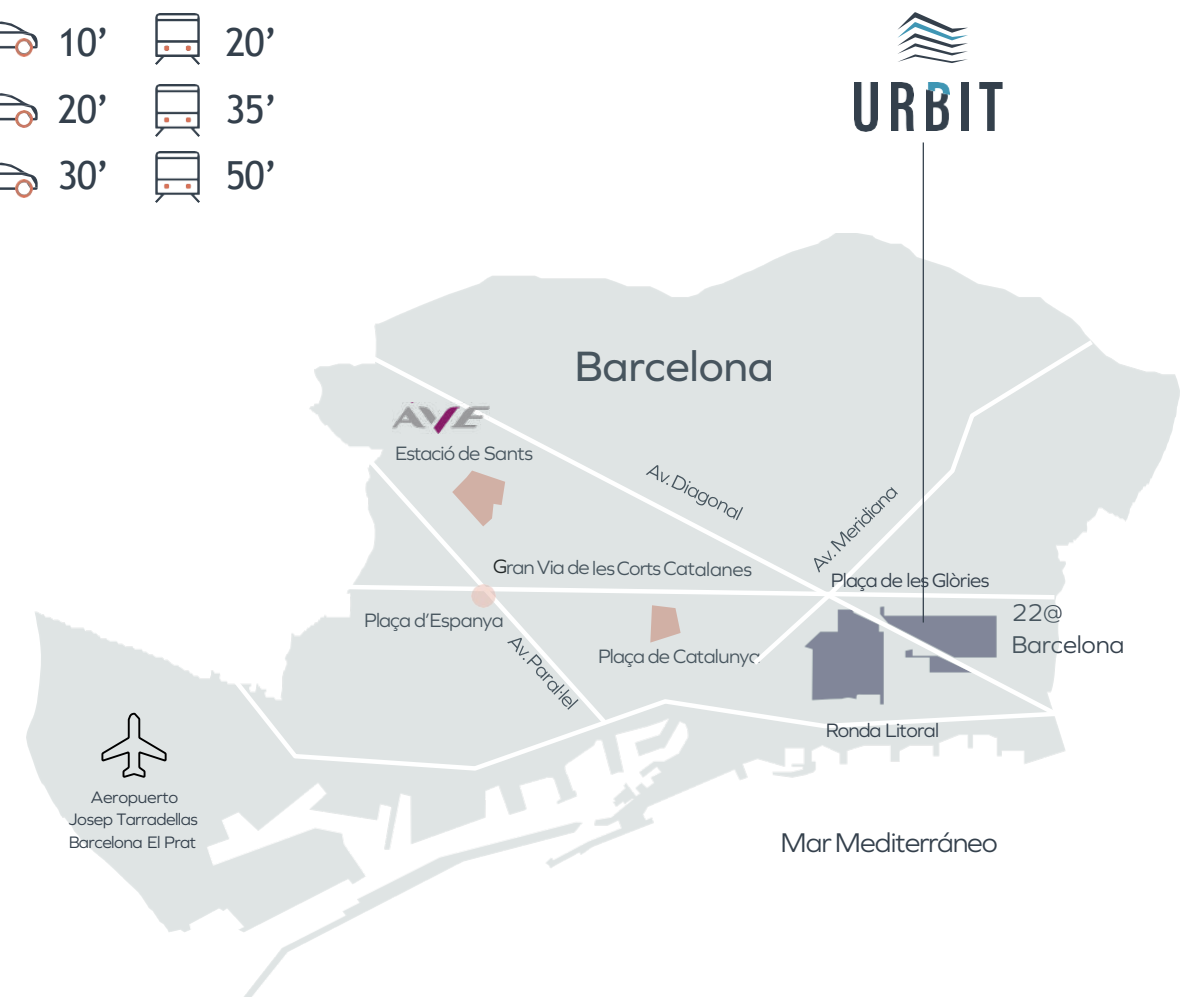 10’ 20’
20’ 35’
30’ 50’
URBIT
Barcelona
AVE
Estació de Sants
Av. Diagonal
Av. Meridiana
Gran Via de les Corts Catalanes
Plaça de les Glòries
22@
Barcelona
Plaça d’Espanya
Av. Paral·lel
Plaça de Catalunya
Ronda Litoral
Aeropuerto
Josep Tarradellas
Barcelona El Prat
Mar Mediterráneo